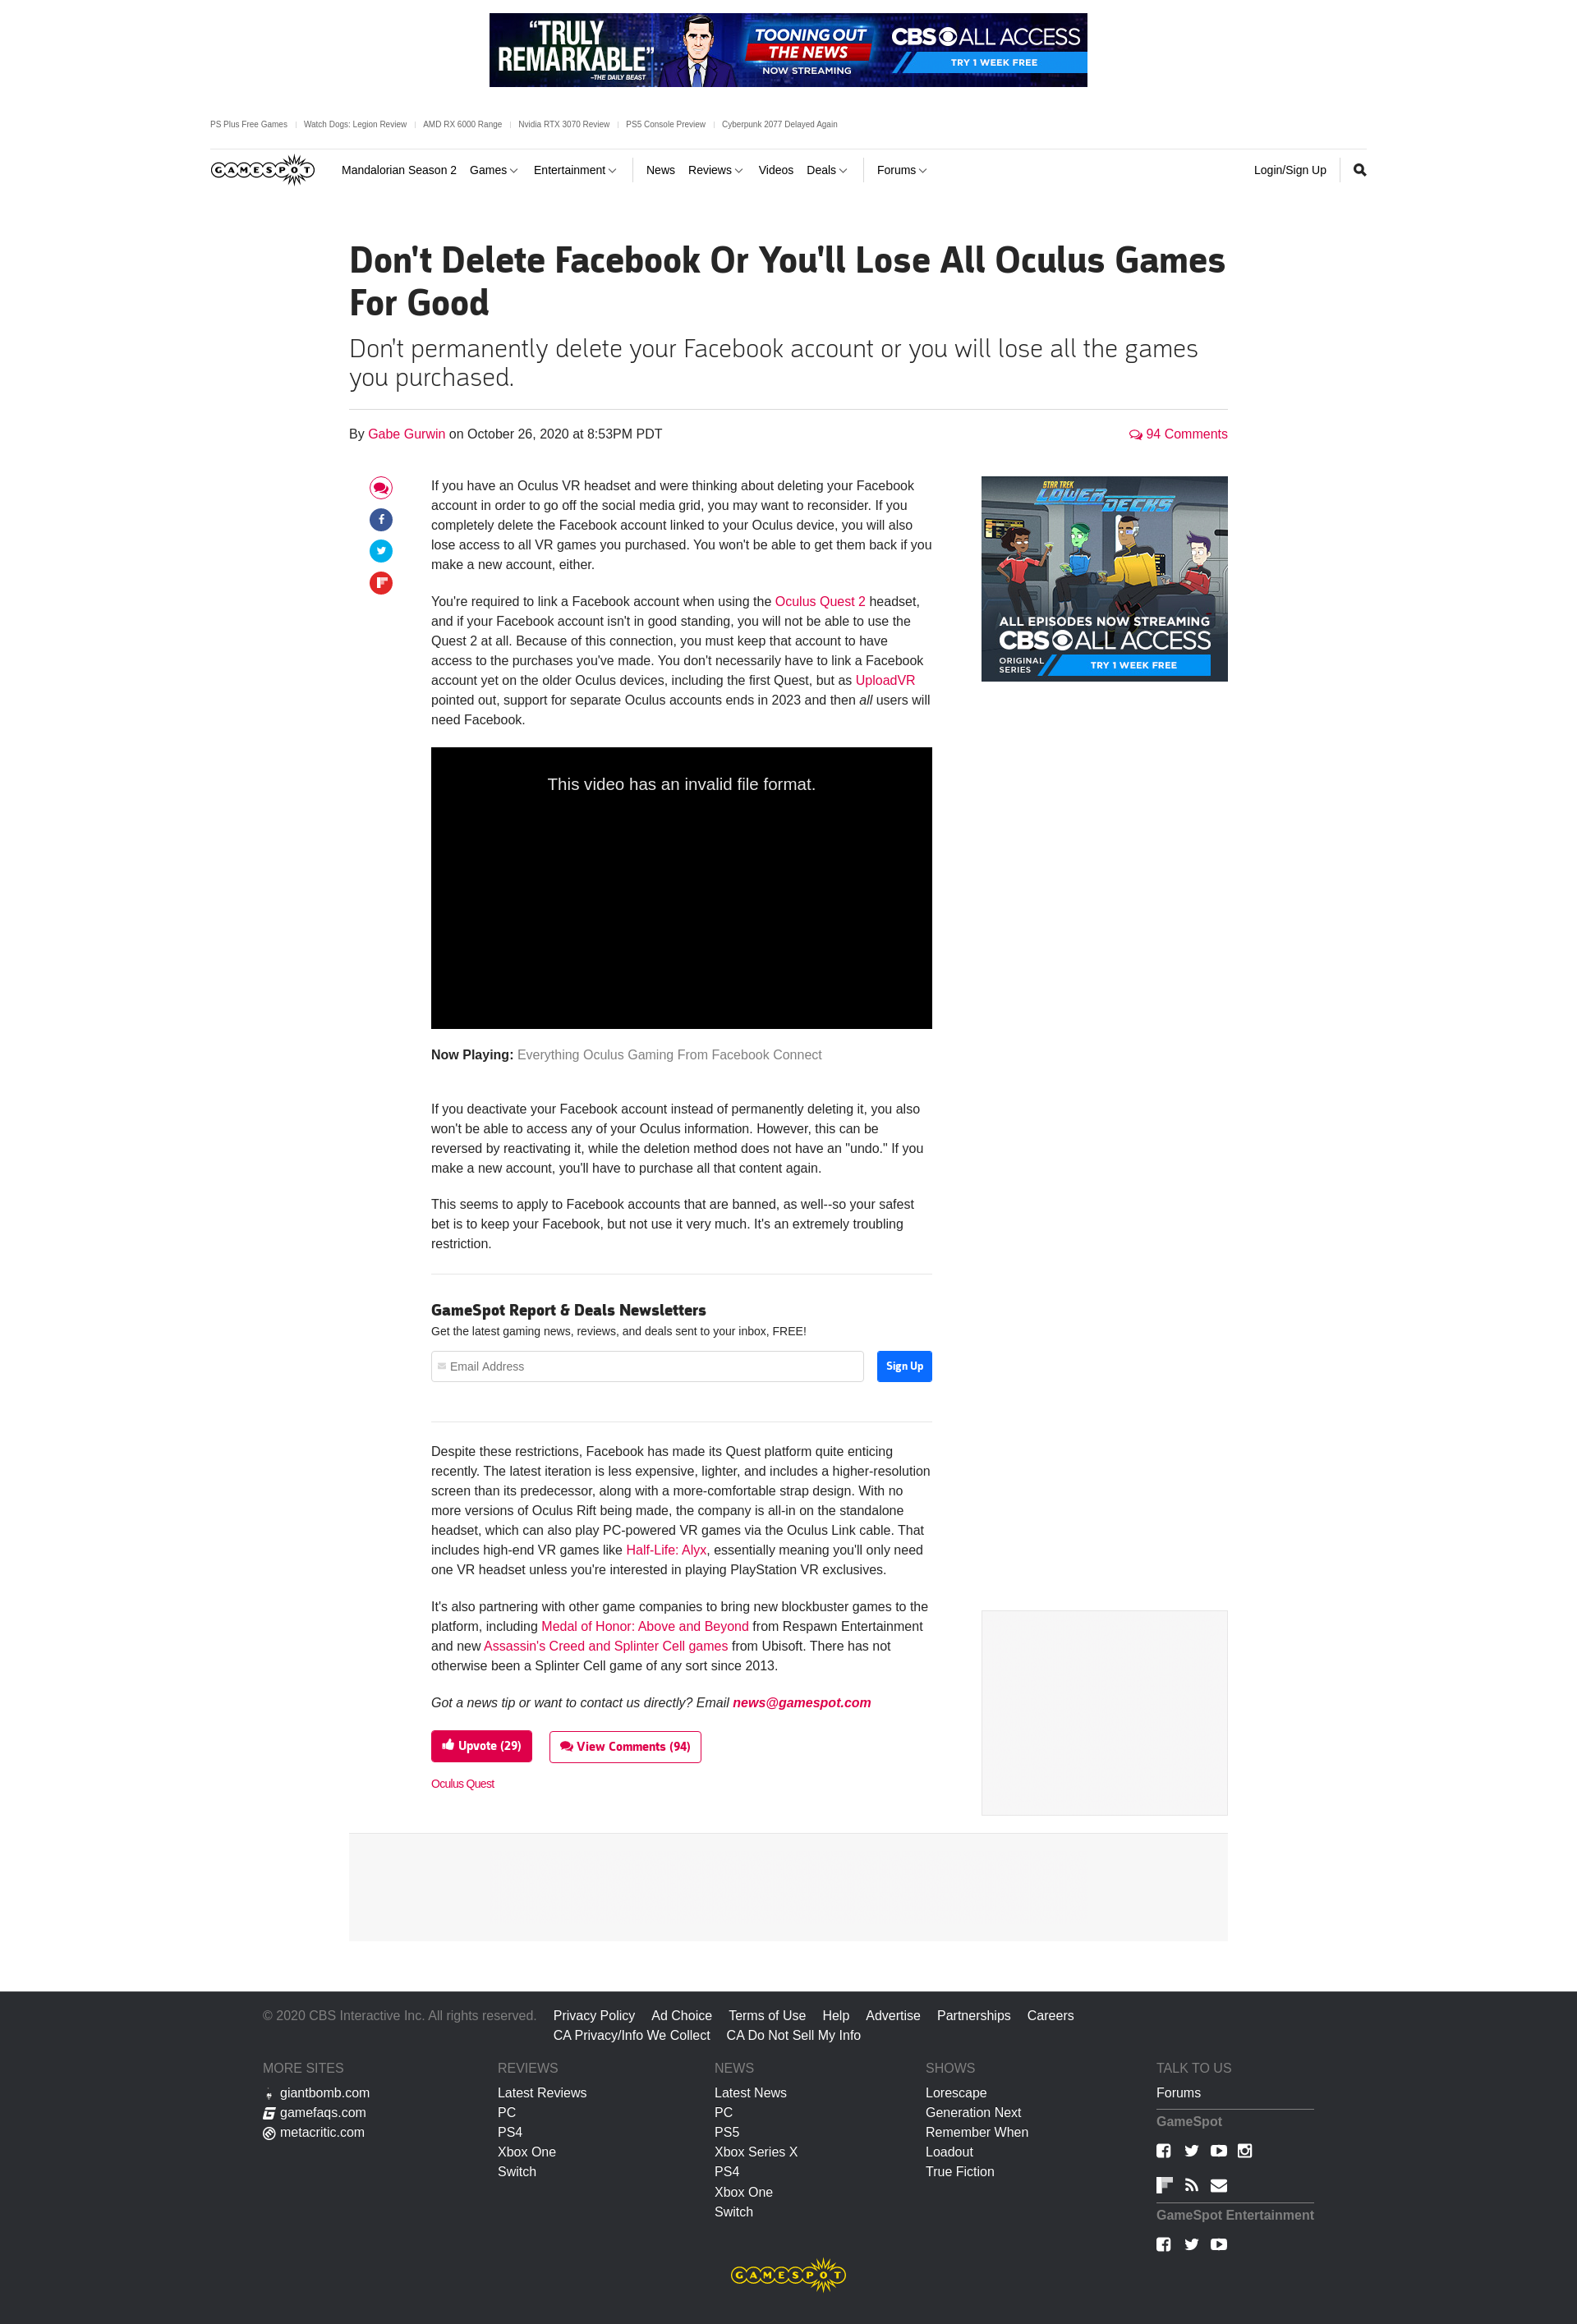 “TRULY
REMARKABLE”
–THE DAILY BEAST
TOONING OUT
THE NEWS
NOW STREAMING
CBS ALL ACCESS
TRY 1 WEEK FREE
PS Plus Free Games
Watch Dogs: Legion Review
AMD RX 6000 Range
Nvidia RTX 3070 Review
PS5 Console Preview
Cyberpunk 2077 Delayed Again
GAMESPOT
Mandalorian Season 2
Games
Entertainment
News
Reviews
Videos
Deals
Forums
Login/Sign Up
Don't Delete Facebook Or You'll Lose All Oculus Games
For Good
Don't permanently delete your Facebook account or you will lose all the games
you purchased.
By Gabe Gurwin on October 26, 2020 at 8:53PM PDT
94 Comments
If you have an Oculus VR headset and were thinking about deleting your Facebook
account in order to go off the social media grid, you may want to reconsider. If you
completely delete the Facebook account linked to your Oculus device, you will also
lose access to all VR games you purchased. You won't be able to get them back if you
make a new account, either.
You're required to link a Facebook account when using the Oculus Quest 2 headset,
and if your Facebook account isn't in good standing, you will not be able to use the
Quest 2 at all. Because of this connection, you must keep that account to have
access to the purchases you've made. You don't necessarily have to link a Facebook
account yet on the older Oculus devices, including the first Quest, but as UploadVR
pointed out, support for separate Oculus accounts ends in 2023 and then all users will
need Facebook.
STAR TREK
LOWER DECKS
ALL EPISODES NOW STREAMING
CBS ALL ACCESS
ORIGINAL
SERIES
TRY 1 WEEK FREE
This video has an invalid file format.
Now Playing: Everything Oculus Gaming From Facebook Connect
If you deactivate your Facebook account instead of permanently deleting it, you also
won't be able to access any of your Oculus information. However, this can be
reversed by reactivating it, while the deletion method does not have an "undo." If you
make a new account, you'll have to purchase all that content again.
This seems to apply to Facebook accounts that are banned, as well--so your safest
bet is to keep your Facebook, but not use it very much. It's an extremely troubling
restriction.
GameSpot Report & Deals Newsletters
Get the latest gaming news, reviews, and deals sent to your inbox, FREE!
Email Address
Sign Up
Despite these restrictions, Facebook has made its Quest platform quite enticing
recently. The latest iteration is less expensive, lighter, and includes a higher-resolution
screen than its predecessor, along with a more-comfortable strap design. With no
more versions of Oculus Rift being made, the company is all-in on the standalone
headset, which can also play PC-powered VR games via the Oculus Link cable. That
includes high-end VR games like Half-Life: Alyx, essentially meaning you'll only need
one VR headset unless you're interested in playing PlayStation VR exclusives.
It's also partnering with other game companies to bring new blockbuster games to the
platform, including Medal of Honor: Above and Beyond from Respawn Entertainment
and new Assassin's Creed and Splinter Cell games from Ubisoft. There has not
otherwise been a Splinter Cell game of any sort since 2013.
Got a news tip or want to contact us directly? Email news@gamespot.com
Upvote (29)
View Comments (94)
Oculus Quest
© 2020 CBS Interactive Inc. All rights reserved.
Privacy Policy
Ad Choice
Terms of Use
Help
Advertise
Partnerships
Careers
CA Privacy/Info We Collect
CA Do Not Sell My Info
MORE SITES
giantbomb.com
gamefaqs.com
metacritic.com
REVIEWS
Latest Reviews
PC
PS4
Xbox One
Switch
NEWS
Latest News
PC
PS5
Xbox Series X
PS4
Xbox One
Switch
SHOWS
Lorescape
Generation Next
Remember When
Loadout
True Fiction
TALK TO US
Forums
GameSpot
GameSpot Entertainment
GAMESPOT